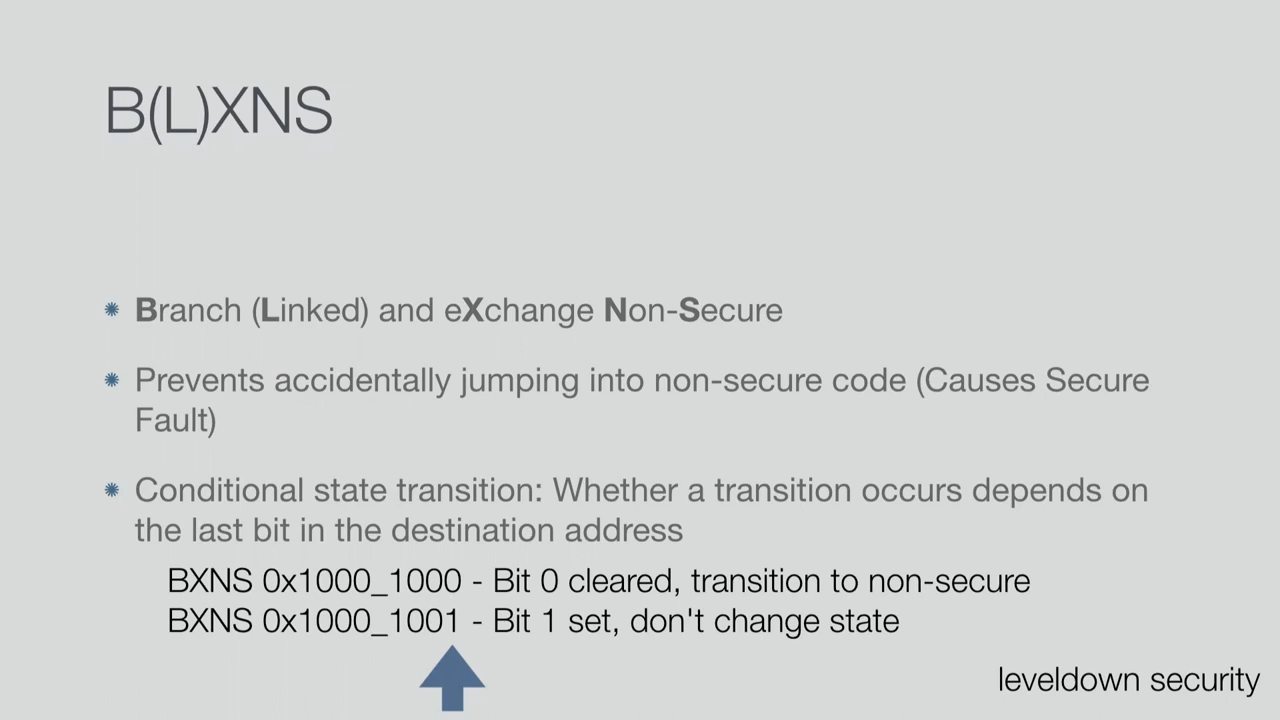 B(L)XNS
Branch (Linked) and eXchange Non-Secure
Prevents accidentally jumping into non-secure code (Causes Secure
Fault)
Conditional state transition: Whether a transition occurs depends on
the last bit in the destination address
BXNS 0x1000_1000 - Bit 0 cleared, transition to non-secure
BXNS 0x1000_1001 - Bit 1 set, don't change state
leveldown security